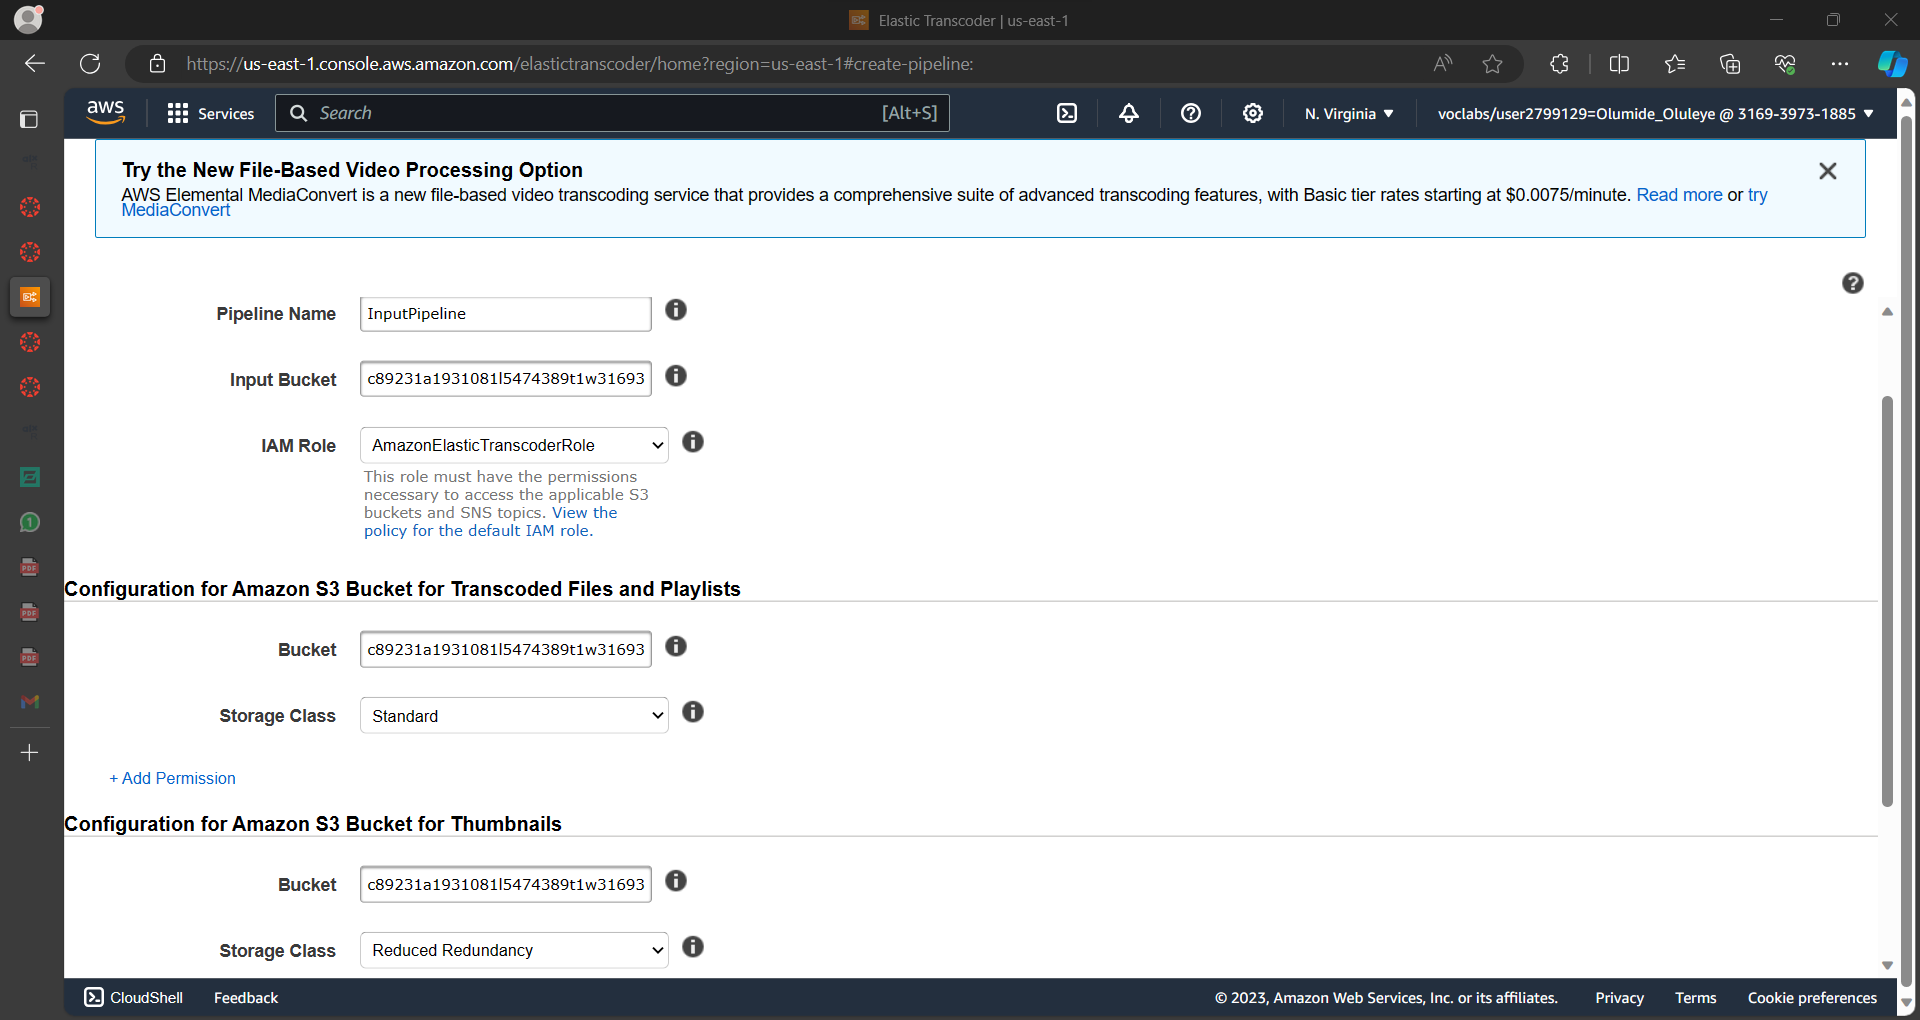 Elastic Transcoder | us-east-1
https://us-east-1.console.aws.amazon.com/elastictranscoder/home?region=us-east-1#create-pipeline:
aws
Services
Search
[Alt+S]
N. Virginia
voclabs/user2799129=Olumide_Oluleye @ 3169-3973-1885
Try the New File-Based Video Processing Option
AWS Elemental MediaConvert is a new file-based video transcoding service that provides a comprehensive suite of advanced transcoding features, with Basic tier rates starting at $0.0075/minute. Read more or try
MediaConvert
Pipeline Name InputPipeline
Input Bucket c89231a1931081l5474389t1w31693
IAM Role AmazonElasticTranscoderRole
This role must have the permissions
necessary to access the applicable S3
buckets and SNS topics. View the
policy for the default IAM role.
Configuration for Amazon S3 Bucket for Transcoded Files and Playlists
Bucket c89231a1931081l5474389t1w31693
Storage Class Standard
+ Add Permission
Configuration for Amazon S3 Bucket for Thumbnails
Bucket c89231a1931081l5474389t1w31693
Storage Class Reduced Redundancy
CloudShell
Feedback
© 2023, Amazon Web Services, Inc. or its affiliates.
Privacy
Terms
Cookie preferences